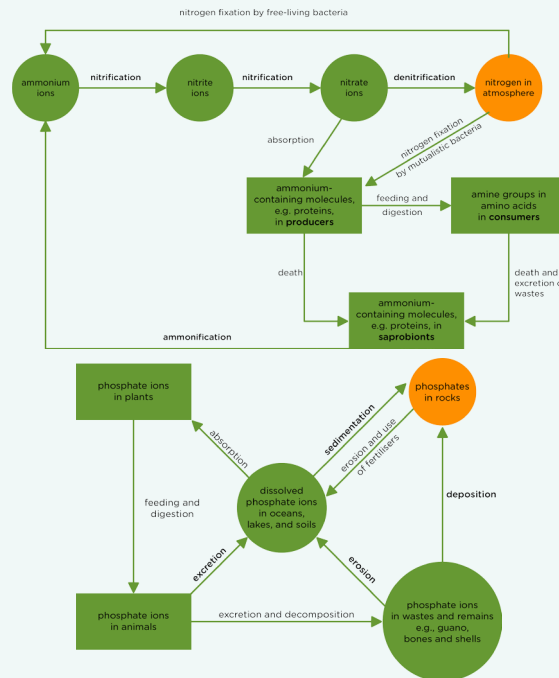 nitrogen fixation by free-living bacteria
ammonium
ions
nitrification
nitrite
ions
nitrification
nitrate
ions
denitrification
nitrogen in
atmosphere
absorption
nitrogen fixation
by mutualistic bacteria
ammonium-
containing molecules,
e.g. proteins,
in producers
feeding and
digestion
amine groups in
amino acids
in consumers
death
death and
excretion o
wastes
ammonium-
containing molecules,
e.g. proteins, in
saprobionts
ammonification
phosphate ions
in plants
phosphates
in rocks
absorption
sedimentation
erosion and use
of fertilisers
feeding and
digestion
dissolved
phosphate ions
in oceans,
lakes, and soils
deposition
excretion
erosion
phosphate ions
in animals
excretion and decomposition
phosphate ions
in wastes and remains
e.g., guano,
bones and shells